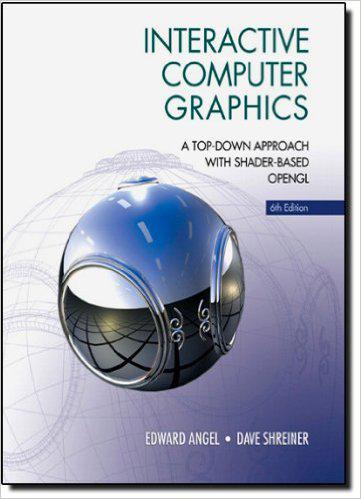 INTERACTIVE
COMPUTER
GRAPHICS
A TOP-DOWN APPROACH
WITH SHADER-BASED
OPENGL
6th Edition
EDWARD ANGEL • DAVE SHREINER